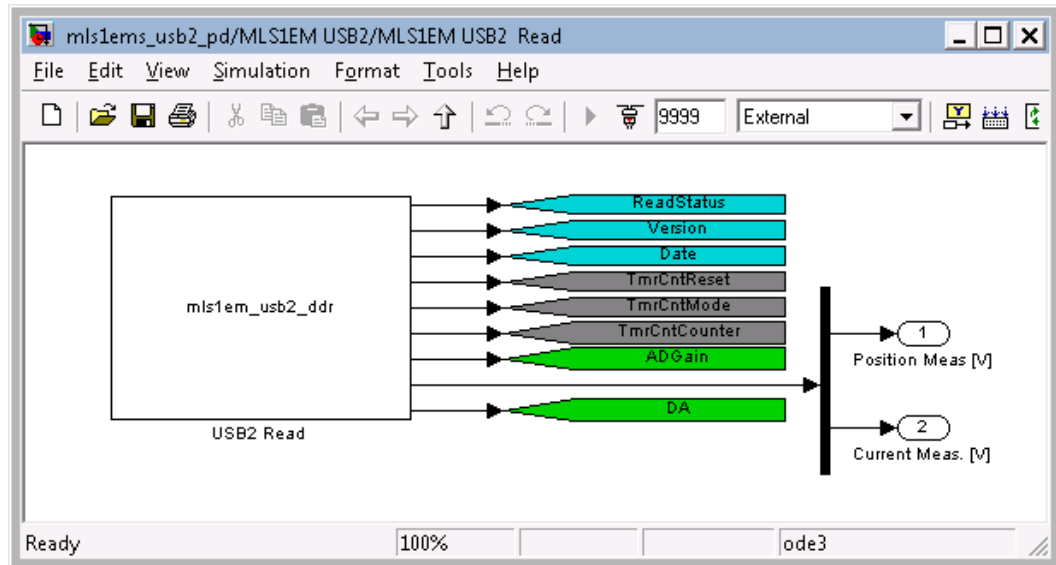 mls1ems_usb2_pd/MLS1EM USB2/MLS1EM USB2 Read
File Edit View Simulation Format Tools Help
9999 External
ReadStatus
Version
Date
TmrCntReset
TmrCntMode
TmrCntCounter
ADGain
DA
mls1em_usb2_ddr
USB2 Read
1
Position Meas [V]
2
Current Meas. [V]
Ready 100% ode3